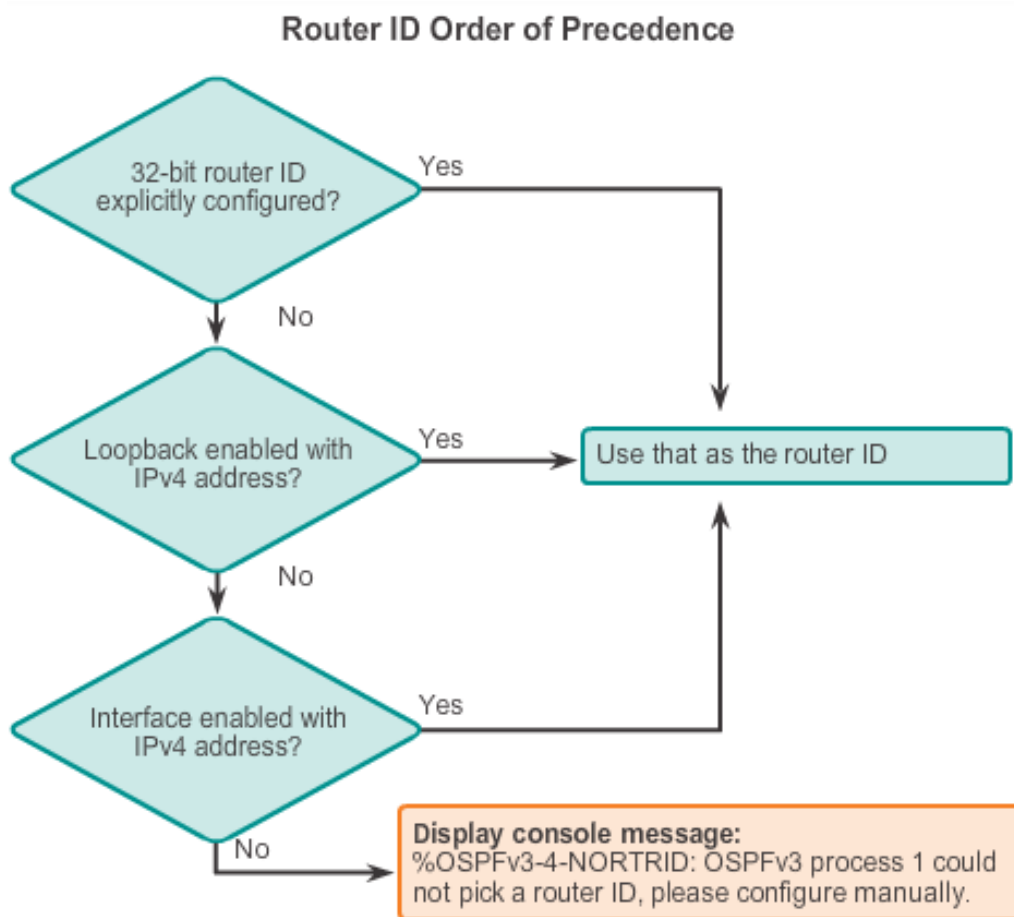 Router ID Order of Precedence
32-bit router ID
explicitly configured?
Yes
No
Loopback enabled with
IPv4 address?
Yes
Use that as the router ID
No
Interface enabled with
IPv4 address?
Yes
No
Display console message:
%OSPFv3-4-NORTRID: OSPFv3 process 1 could
not pick a router ID, please configure manually.